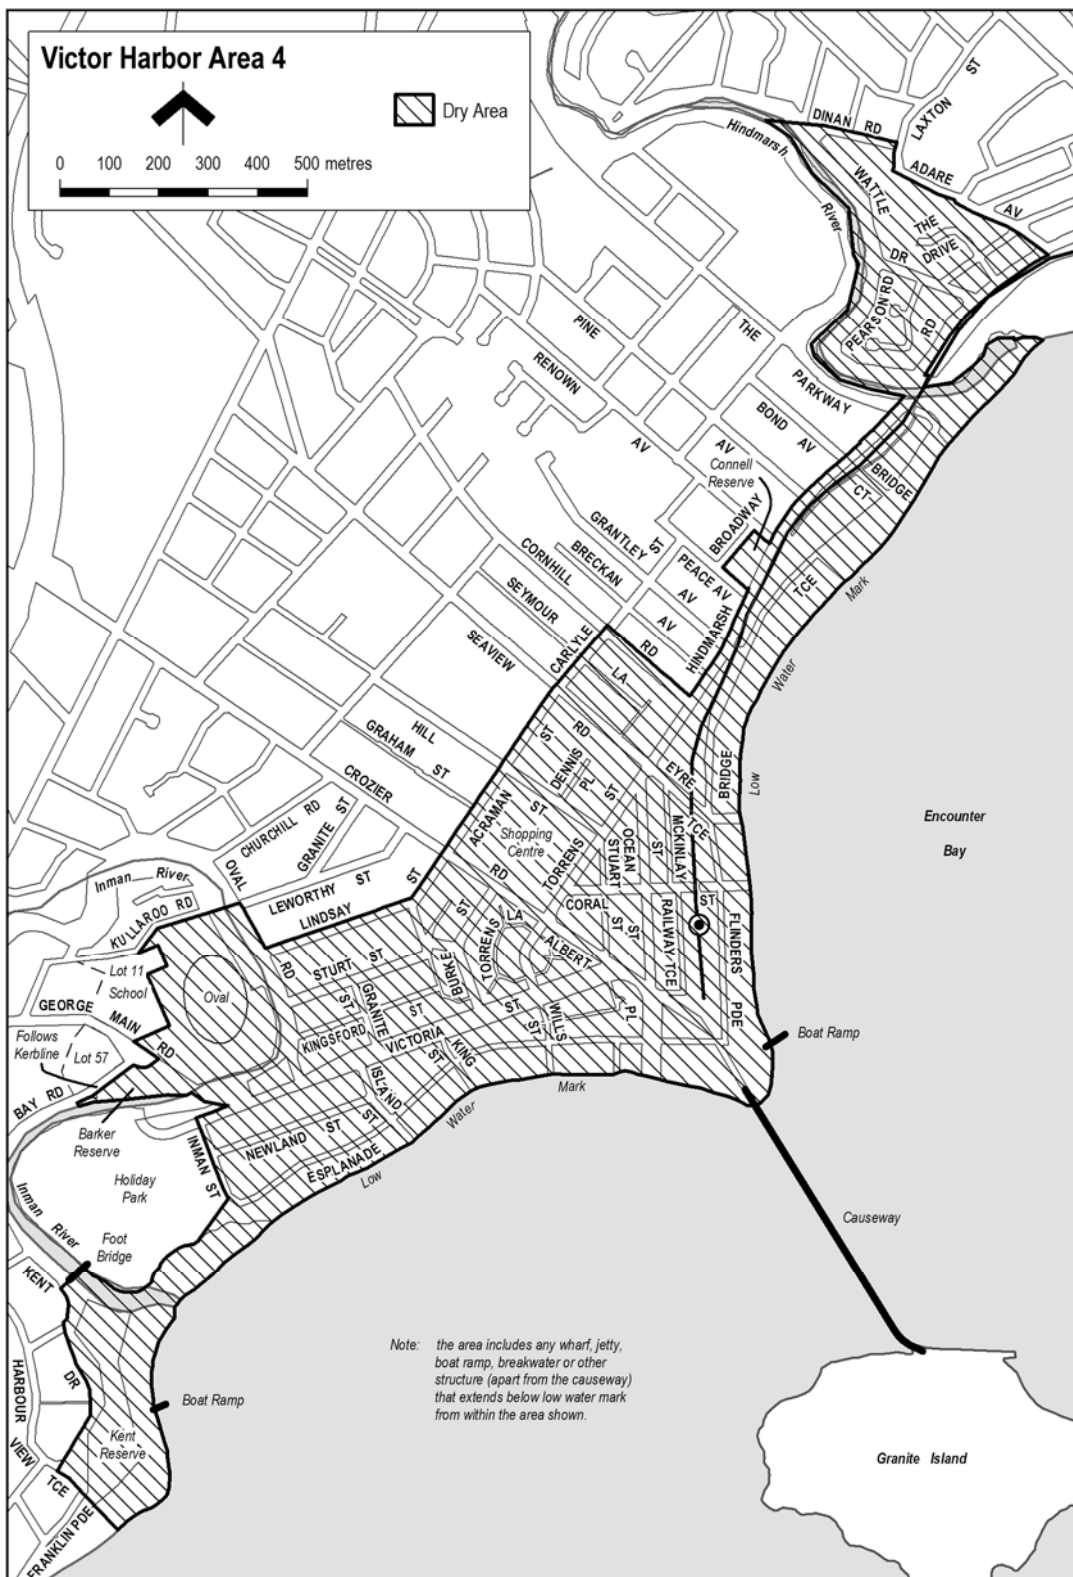 Victor Harbor Area 4
Dry Area
0 100 200 300 400 500 metres
LAXTON ST
DINAN RD
Hindmarsh River
ADARE AV
WATTLE DR
THE DRIVE
PEARSON RD
RD
PINE AV
THE PARKWAY
RENOWN AV
BOND AV
Connell
Reserve
BRIDGE
CT
BROADWAY
GRANTLEY
ST
BRECKAN AV
PEACE AV
CORNHILL RD
TCE
Mark
SEYMOUR
HINDMARSH
SEAVIEW RD
CARLYLE ST
LA
Water
HILL ST
GRAHAM ST
DENNIS PL
EYRE TCE
BRIDGE
Low
CROZIER RD
CHURCHILL RD
GRANITE ST
ACRAMAN ST
Shopping
Centre
OCEAN ST
STUART ST
MCKINLAY ST
Encounter
Bay
Inman River
OVAL RD
LEWORTHY ST
LINDSAY ST
TORRENS ST
KULLAROO RD
CORAL ST
RAILWAY TCE
FLINDERS PDE
TORRENS LA
ALBERT PL
BURKE ST
STURT ST
Lot 11
School
Oval
GEORGE MAIN RD
GRANITE
KINGSFORD ST
VICTORIA ST
WILLS ST
Follows
Kerbline
Lot 57
KING ST
ISLAND ST
Boat Ramp
BAY RD
Mark
Water
Barker
Reserve
NEWLAND ST
ESPLANADE
Low
INMAN ST
Holiday
Park
Inman River
Foot
Bridge
Causeway
KENT DR
Note: the area includes any wharf, jetty,
boat ramp, breakwater or other
structure (apart from the causeway)
that extends below low water mark
from within the area shown.
HARBOUR VIEW TCE
Boat Ramp
Kent
Reserve
FRANKLIN PDE
Granite Island